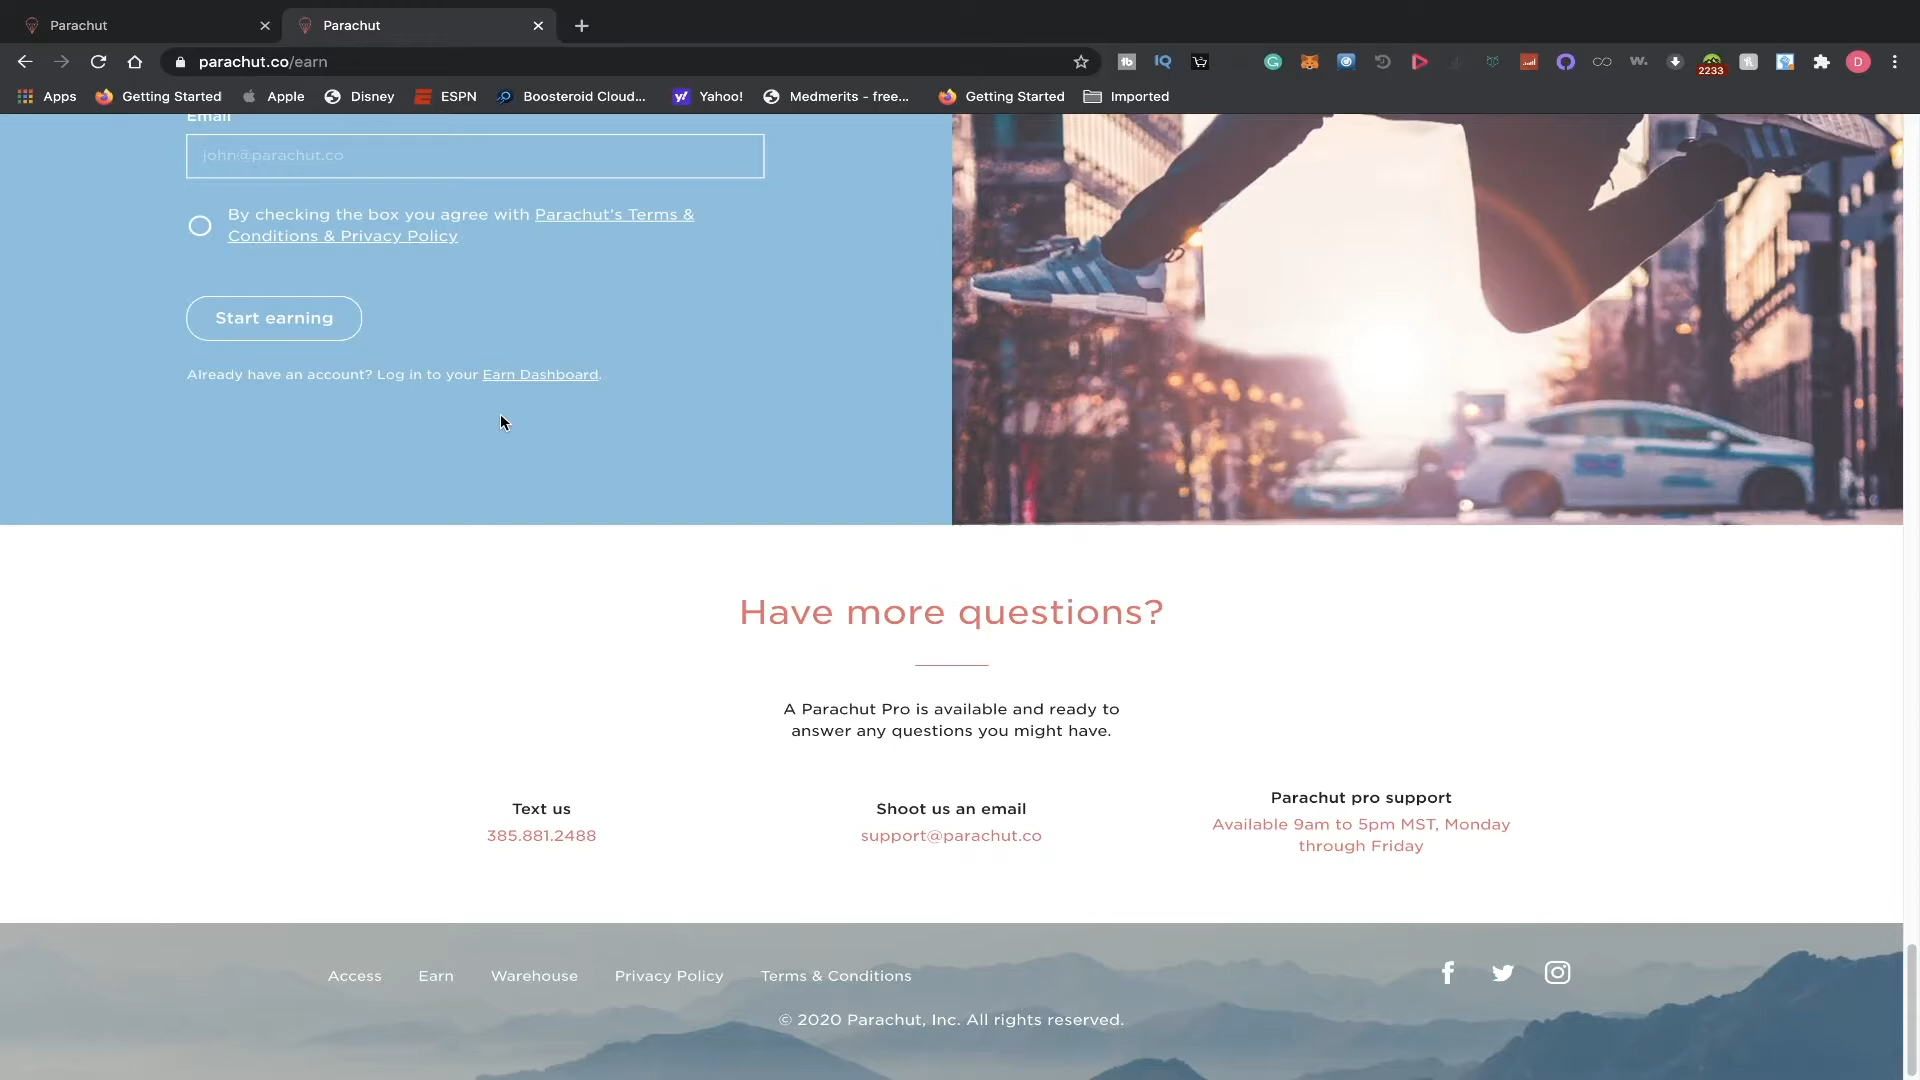 Parachut
Parachut
parachut.co/earn
tb
IQ
W.
2233
D
Apps
Getting Started
Apple
Disney
ESPN
Boosteroid Cloud...
Yahoo!
Medmerits - free...
Getting Started
Imported
Email
john@parachut.co
By checking the box you agree with Parachut's Terms &
Conditions & Privacy Policy
Start earning
Already have an account? Log in to your Earn Dashboard.
Have more questions?
A Parachut Pro is available and ready to
answer any questions you might have.
Text us
385.881.2488
Shoot us an email
support@parachut.co
Parachut pro support
Available 9am to 5pm MST, Monday
through Friday
Access
Earn
Warehouse
Privacy Policy
Terms & Conditions
© 2020 Parachut, Inc. All rights reserved.